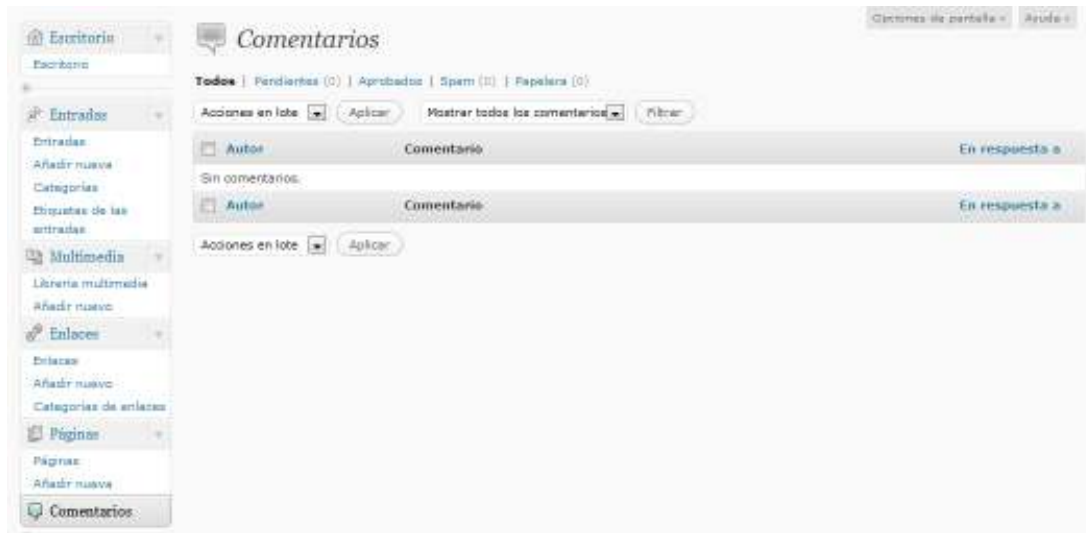 Opciones de pantalla Ayuda
Escritorio
Escritorio
Entradas
Entradas
Añadir nueva
Categorías
Etiquetas de las
entradas
Multimedia
Librería multimedia
Añadir nuevo
Enlaces
Enlaces
Añadir nuevo
Categorías de enlaces
Páginas
Páginas
Añadir nueva
Comentarios
Comentarios
Todos | Pendientes (0) | Aprobados | Spam (0) | Papelera (0)
Acciones en lote Aplicar Mostrar todos los comentarios Filtrar
Autor Comentario En respuesta a
Sin comentarios.
Autor Comentario En respuesta a
Acciones en lote Aplicar